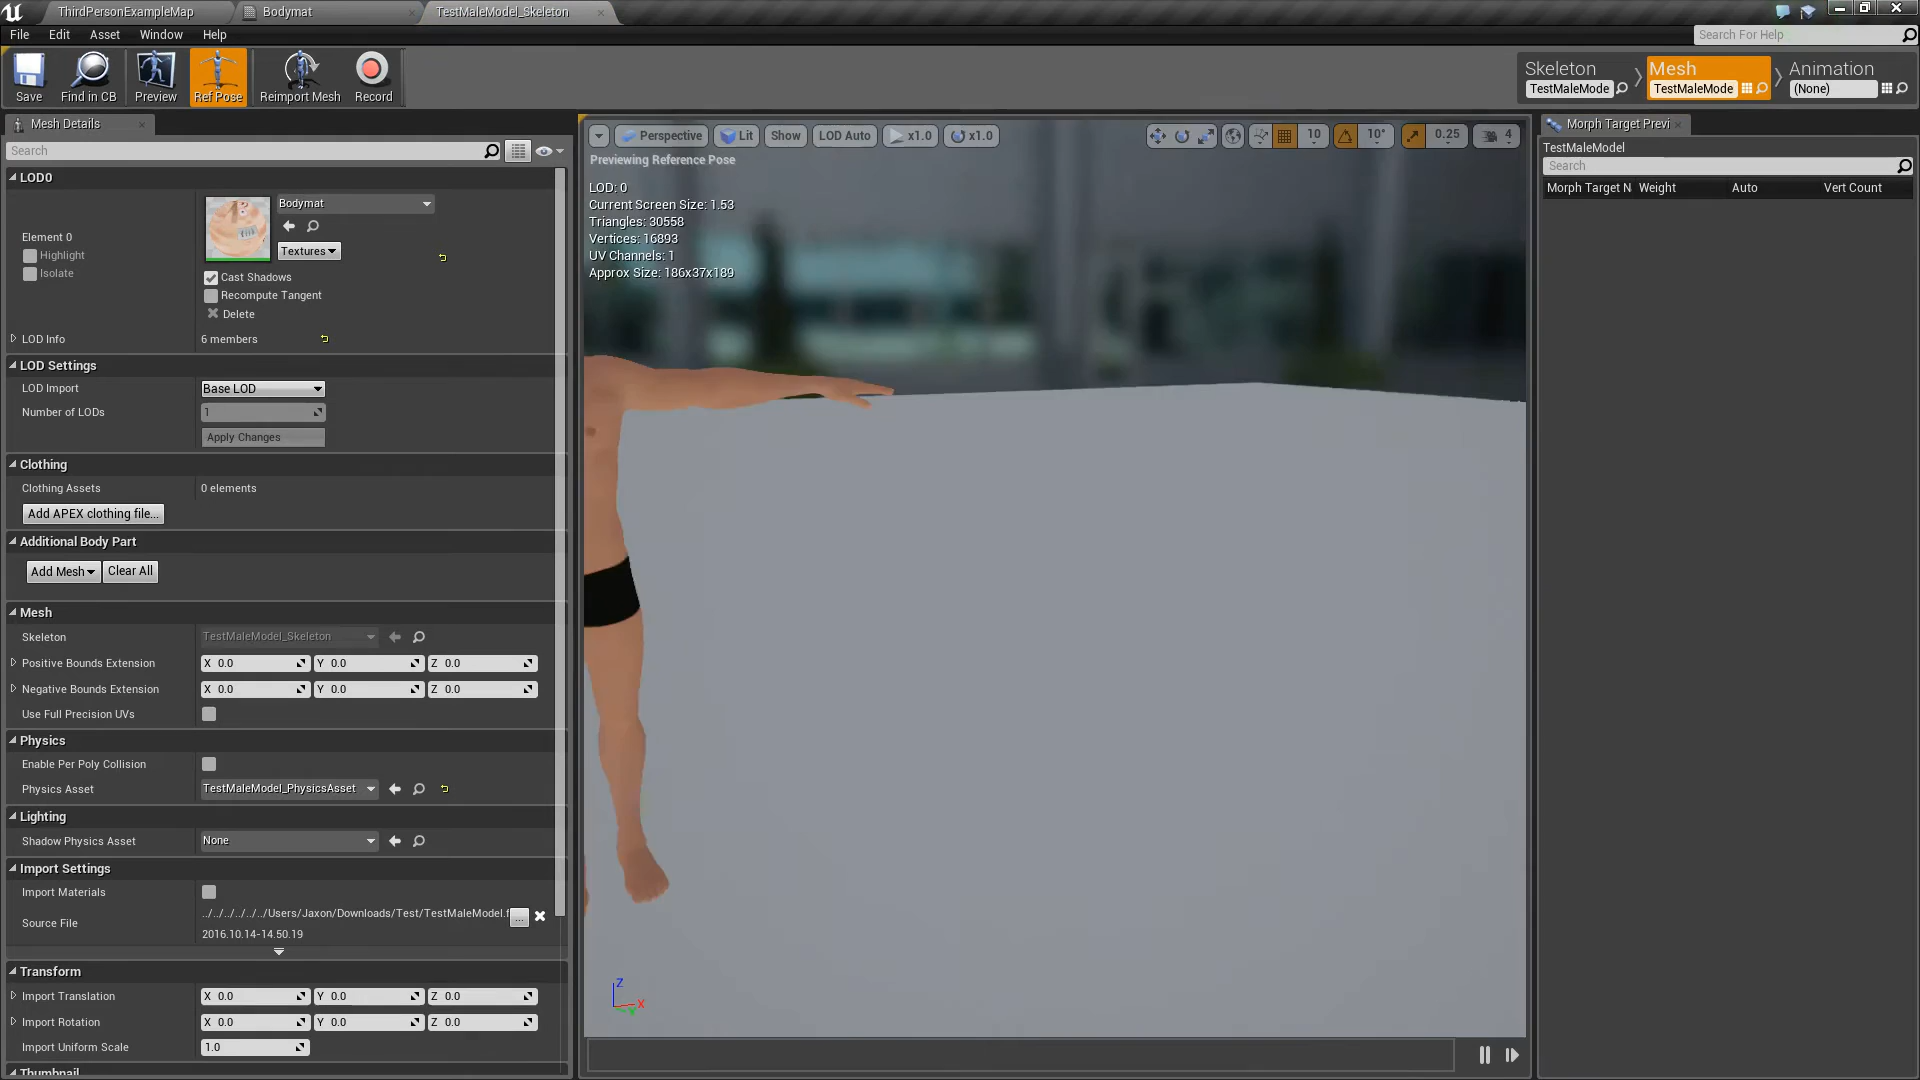 ThirdPersonExampleMap
Bodymat
TestMaleModel_Skeleton
File
Edit
Asset
Window
Help
Search For Help
Save
Find in CB
Preview
Ref Pose
Reimport Mesh
Record
Skeleton
TestMaleMode
Mesh
TestMaleMode
Animation
(None)
Mesh Details
Search
LOD0
Element 0
Highlight
Isolate
Bodymat
Textures
Cast Shadows
Recompute Tangent
Delete
LOD Info
6 members
LOD Settings
LOD Import
Base LOD
Number of LODs
1
Apply Changes
Clothing
Clothing Assets
0 elements
Add APEX clothing file...
Additional Body Part
Add Mesh
Clear All
Mesh
Skeleton
TestMaleModel_Skeleton
Positive Bounds Extension
X 0.0
Y 0.0
Z 0.0
Negative Bounds Extension
X 0.0
Y 0.0
Z 0.0
Use Full Precision UVs
Physics
Enable Per Poly Collision
Physics Asset
TestMaleModel_PhysicsAsset
Lighting
Shadow Physics Asset
None
Import Settings
Import Materials
Source File
../../../../../../Users/Jaxon/Downloads/Test/TestMaleModel.f
...
2016.10.14-14.50.19
Transform
Import Translation
X 0.0
Y 0.0
Z 0.0
Import Rotation
X 0.0
Y 0.0
Z 0.0
Import Uniform Scale
1.0
Thumbnail
Perspective
Lit
Show
LOD Auto
x1.0
x1.0
10
10°
0.25
4
Previewing Reference Pose
LOD: 0
Current Screen Size: 1.53
Triangles: 30558
Vertices: 16893
UV Channels: 1
Approx Size: 186x37x189
Z
X
Y
Morph Target Previ
TestMaleModel
Search
Morph Target N
Weight
Auto
Vert Count